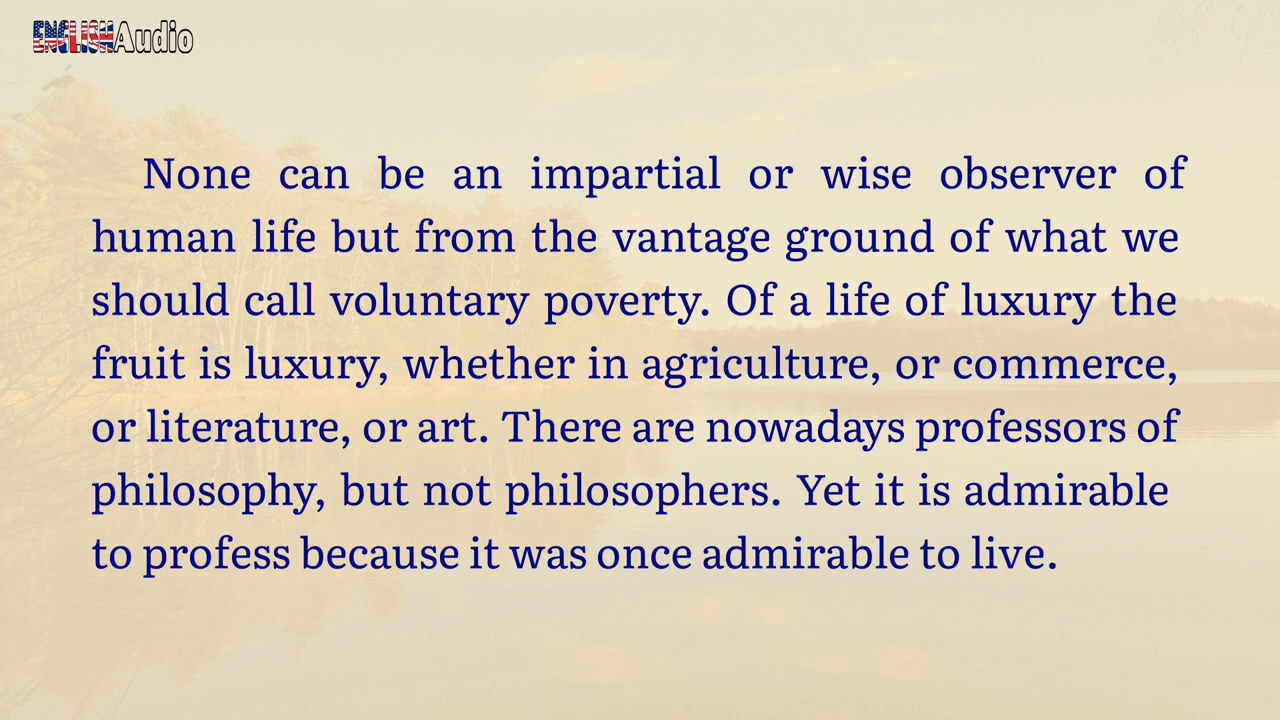 ENGLISHAudio
None can be an impartial or wise observer of
human life but from the vantage ground of what we
should call voluntary poverty. Of a life of luxury the
fruit is luxury, whether in agriculture, or commerce,
or literature, or art. There are nowadays professors of
philosophy, but not philosophers. Yet it is admirable
to profess because it was once admirable to live.